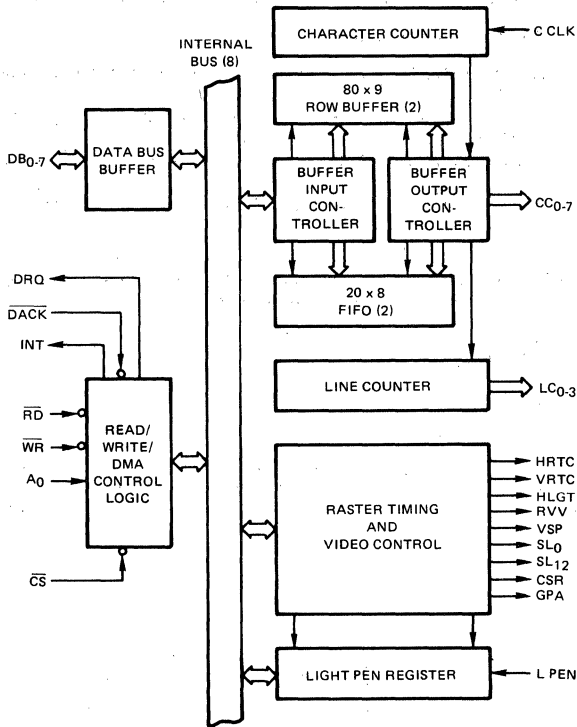 CHARACTER COUNTER
C CLK
INTERNAL
BUS (8)
80 x 9
ROW BUFFER (2)
DB0-7
DATA BUS
BUFFER
BUFFER
INPUT
CON-
TROLLER
BUFFER
OUTPUT
CON-
TROLLER
CC0-7
20 x 8
FIFO (2)
DRQ
DACK
INT
LINE COUNTER
LC0-3
RD
WR
A0
CS
READ/
WRITE/
DMA
CONTROL
LOGIC
RASTER TIMING
AND
VIDEO CONTROL
HRTC
VRTC
HLGT
RVV
VSP
SL0
SL12
CSR
GPA
LIGHT PEN REGISTER
L PEN